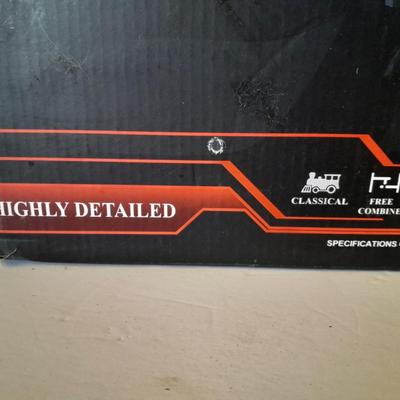 HIGHLY DETAILED
CLASSICAL
FREE
COMBINE
SPECIFICATIONS